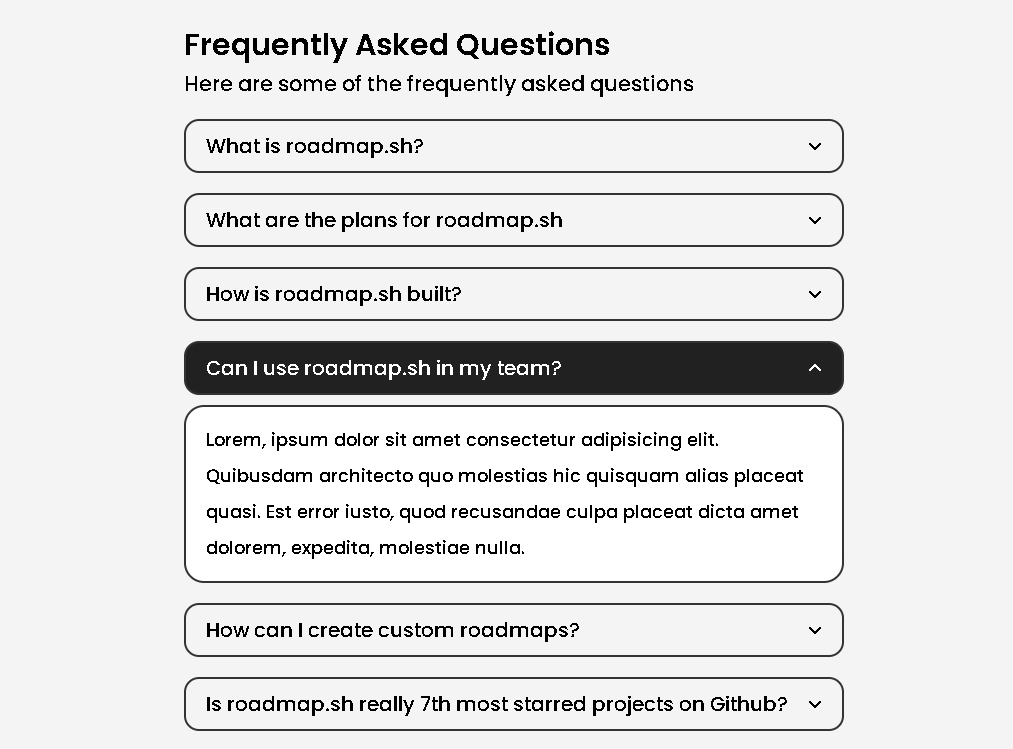 Frequently Asked Questions
Here are some of the frequently asked questions
What is roadmap.sh?
What are the plans for roadmap.sh
How is roadmap.sh built?
Can I use roadmap.sh in my team?
Lorem, ipsum dolor sit amet consectetur adipisicing elit.
Quibusdam architecto quo molestias hic quisquam alias placeat
quasi. Est error iusto, quod recusandae culpa placeat dicta amet
dolorem, expedita, molestiae nulla.
How can I create custom roadmaps?
Is roadmap.sh really 7th most starred projects on Github?